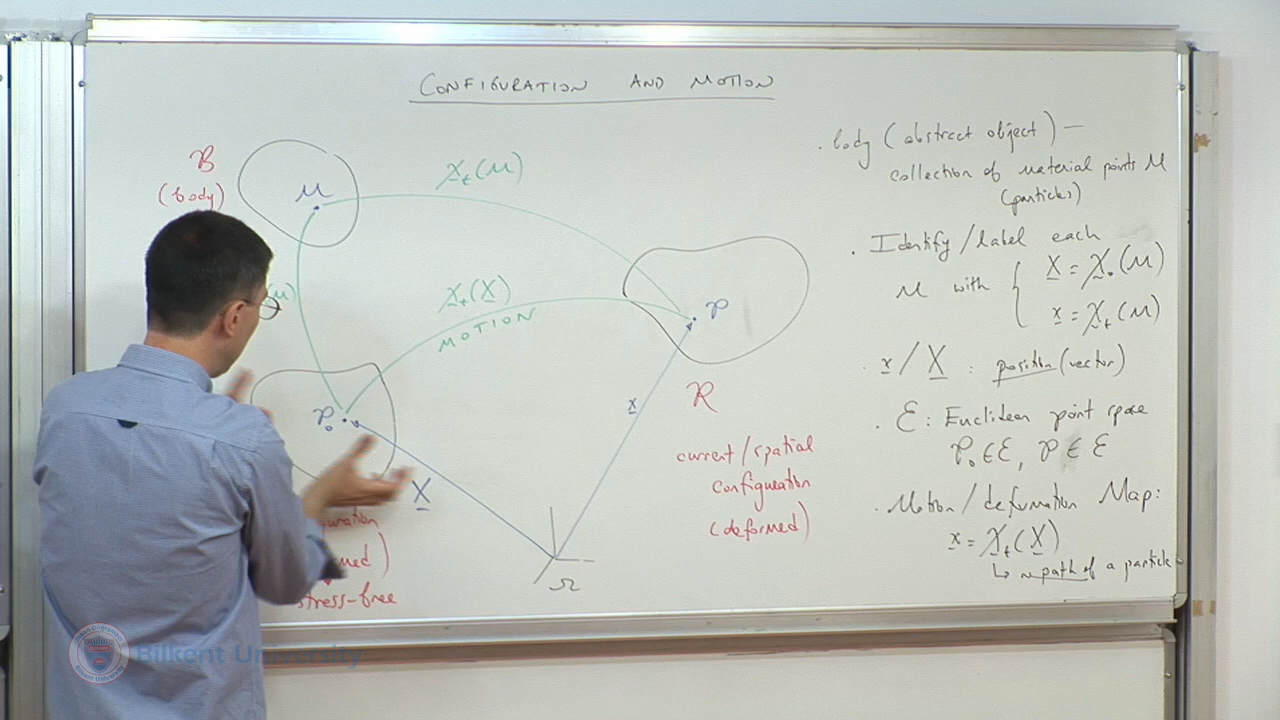 CONFIGURATION AND MOTION
B
(body)
M
χt(M)
(M)
χt(X)
MOTION
P
P₀
x
X
R
current/spatial
configuration
(deformed)
stress-free
Ω
. body (abstract object) —
collection of material points M
(particles)
. Identify/label each
M with { X = χ₀(M)
x = χt(M)
. x/X : position (vector)
. E: Euclidean point space
P₀ ∈ E, P ∈ E
. Motion/deformation Map:
x = χt(X)
↳ path of a particle
Bilkent University